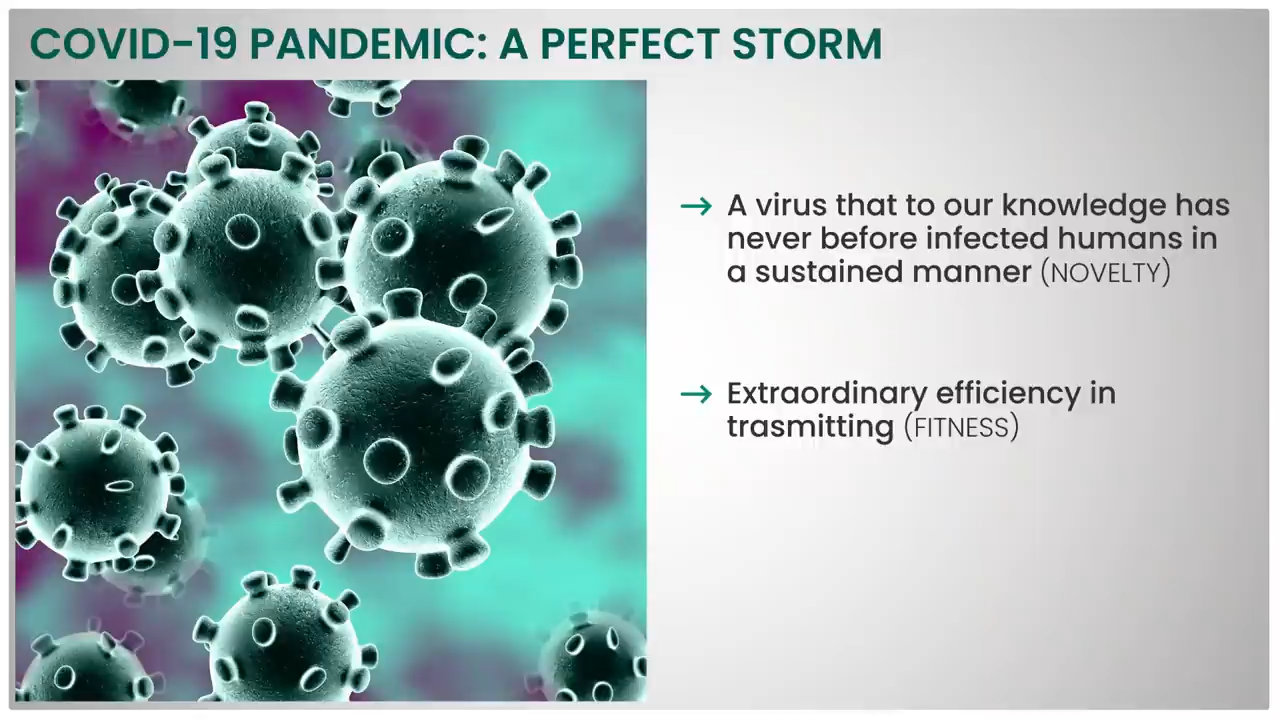 COVID-19 PANDEMIC: A PERFECT STORM
→ A virus that to our knowledge has
never before infected humans in
a sustained manner (NOVELTY)
→ Extraordinary efficiency in
trasmitting (FITNESS)